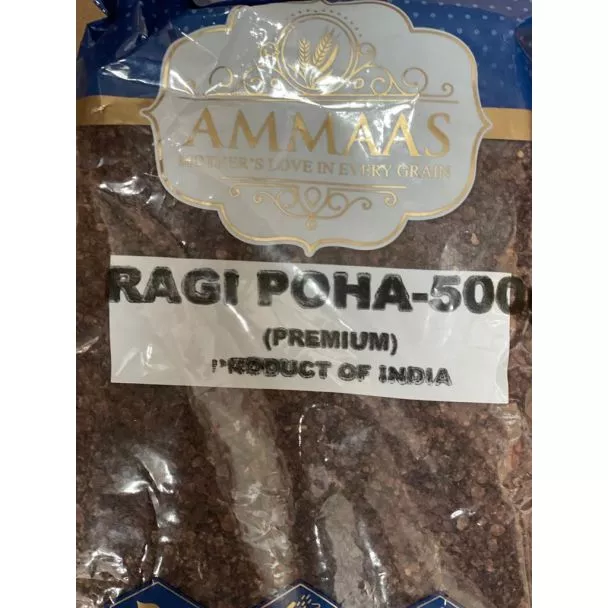 AMMAAS
MOTHER'S LOVE IN EVERY GRAIN
RAGI POHA-500
(PREMIUM)
PRODUCT OF INDIA